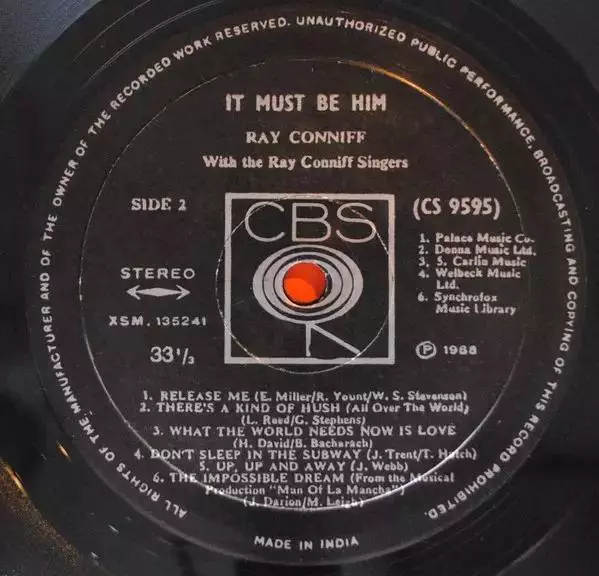 ALL RIGHTS OF THE MANUFACTURER AND OF THE OWNER OF THE RECORDED WORK RESERVED. UNAUTHORIZED PUBLIC PERFORMANCE, BROADCASTING AND COPYING OF THIS RECORD PROHIBITED.
IT MUST BE HIM
RAY CONNIFF
With the Ray Conniff Singers
SIDE 2
CBS
(CS 9595)
1. Palace Music Co.
2. Donna Music Ltd.
3, 5. Carlin Music
4. Welbeck Music
Ltd.
6. Synchrofox
Music Library
STEREO
XSM. 135241
33 1/3
Ⓟ 1968
1. RELEASE ME (E. Miller/R. Yount/W. S. Stevenson)
2. THERE'S A KIND OF HUSH (All Over The World)
(L. Reed/G. Stephens)
3. WHAT THE WORLD NEEDS NOW IS LOVE
(H. David/B. Bacharach)
4. DON'T SLEEP IN THE SUBWAY (J. Trent/T. Hatch)
5. UP, UP AND AWAY (J. Webb)
6. THE IMPOSSIBLE DREAM (From the Musical
Production "Man Of La Mancha")
(J. Darion/M. Leigh)
MADE IN INDIA